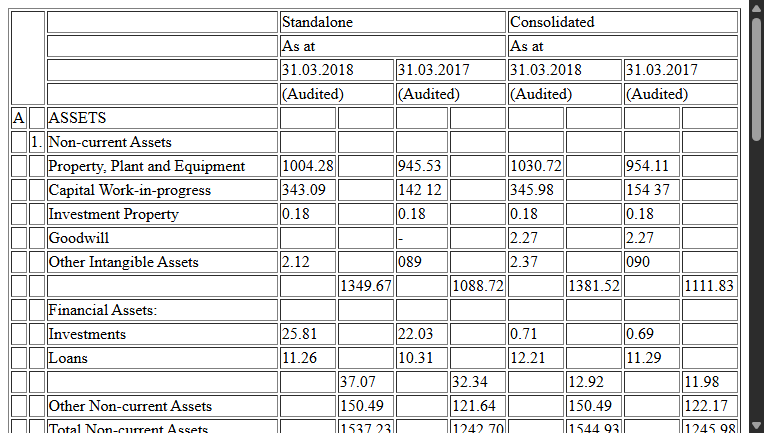 Standalone Consolidated
As at As at
31.03.2018 31.03.2017 31.03.2018 31.03.2017
(Audited) (Audited) (Audited) (Audited)
A ASSETS
1. Non-current Assets
Property, Plant and Equipment 1004.28 945.53 1030.72 954.11
Capital Work-in-progress 343.09 142 12 345.98 154 37
Investment Property 0.18 0.18 0.18 0.18
Goodwill - 2.27 2.27
Other Intangible Assets 2.12 089 2.37 090
1349.67 1088.72 1381.52 1111.83
Financial Assets:
Investments 25.81 22.03 0.71 0.69
Loans 11.26 10.31 12.21 11.29
37.07 32.34 12.92 11.98
Other Non-current Assets 150.49 121.64 150.49 122.17
Total Non-current Assets 1537.23 1242.70 1544.93 1245.98